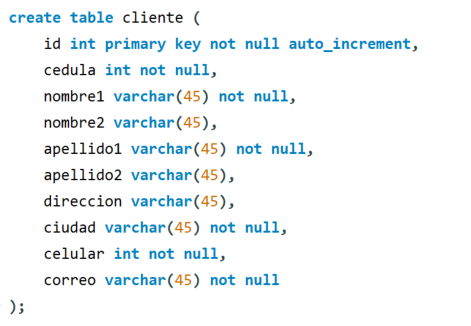 create table cliente (
id int primary key not null auto_increment,
cedula int not null,
nombre1 varchar(45) not null,
nombre2 varchar(45),
apellido1 varchar(45) not null,
apellido2 varchar(45),
direccion varchar(45),
ciudad varchar(45) not null,
celular int not null,
correo varchar(45) not null
);